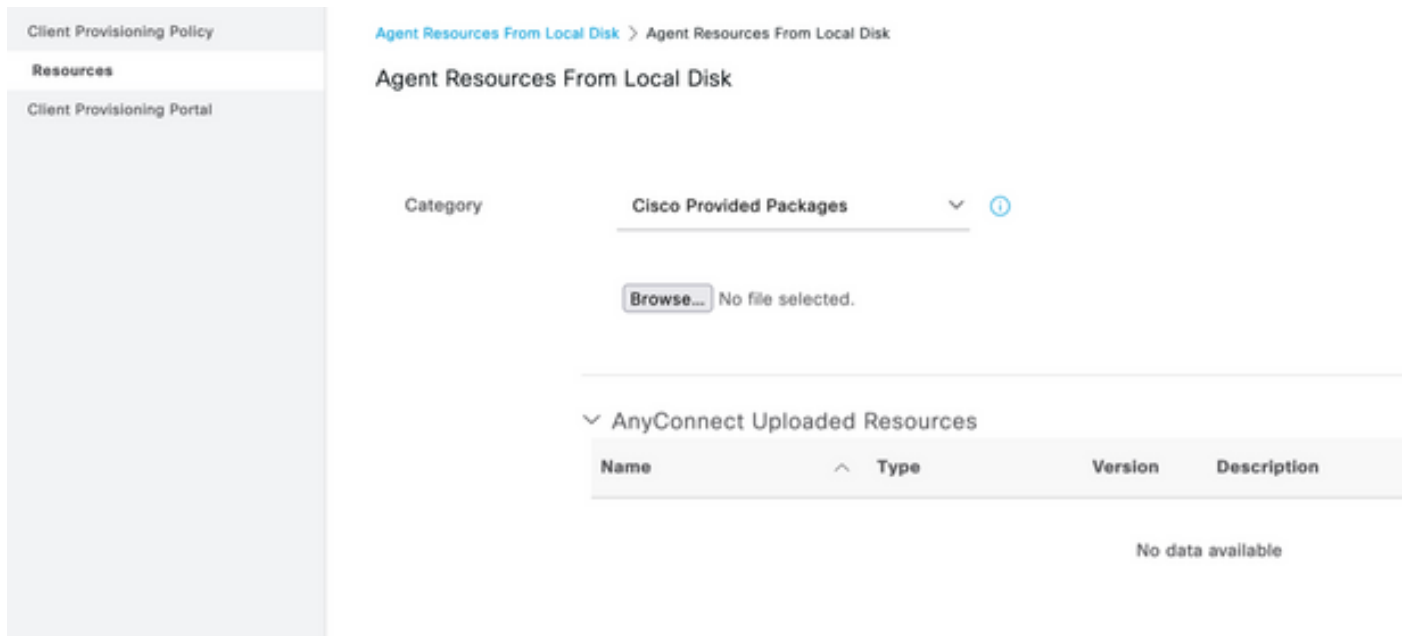 Client Provisioning Policy
Resources
Client Provisioning Portal
Agent Resources From Local Disk > Agent Resources From Local Disk
Agent Resources From Local Disk
Category Cisco Provided Packages
Browse... No file selected.
AnyConnect Uploaded Resources
Name Type Version Description
No data available